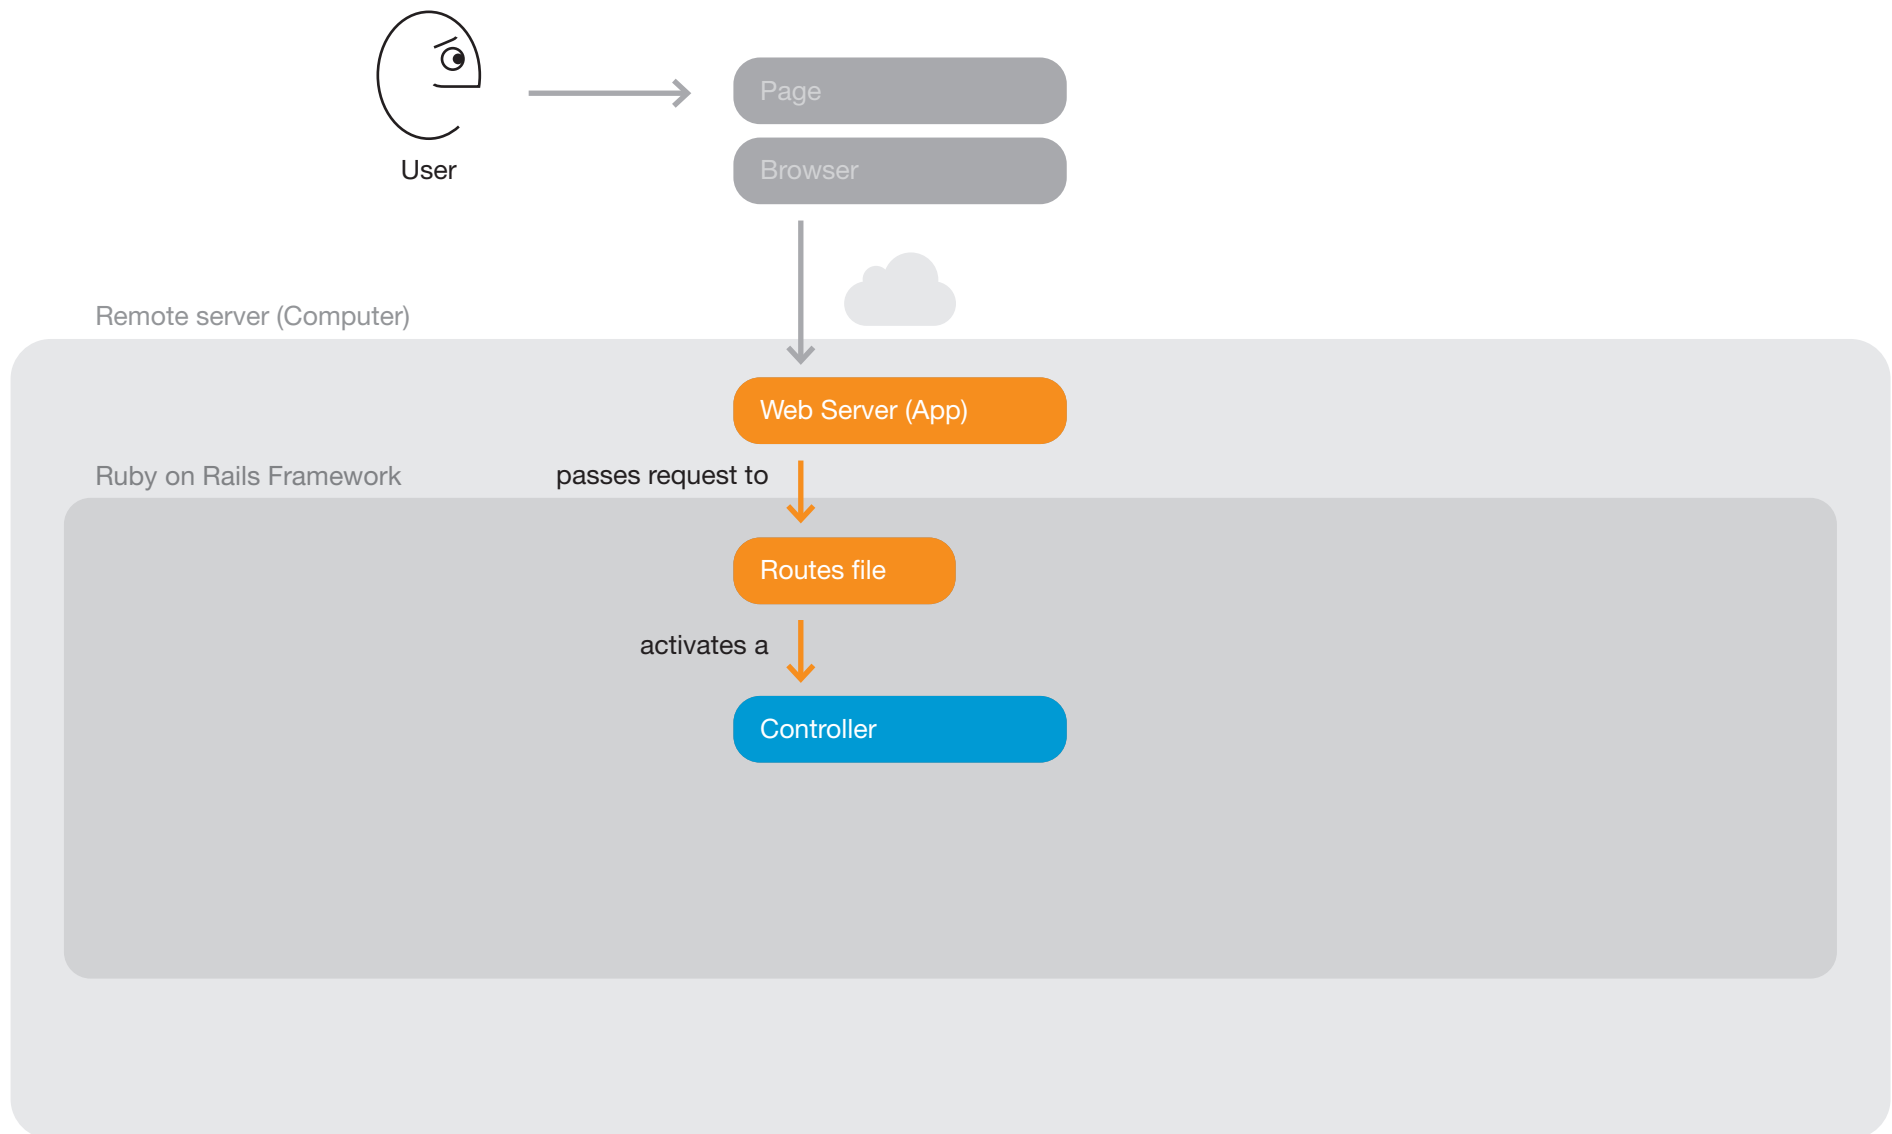 Page
Browser
User
Remote server (Computer)
Web Server (App)
Ruby on Rails Framework
passes request to
Routes file
activates a
Controller